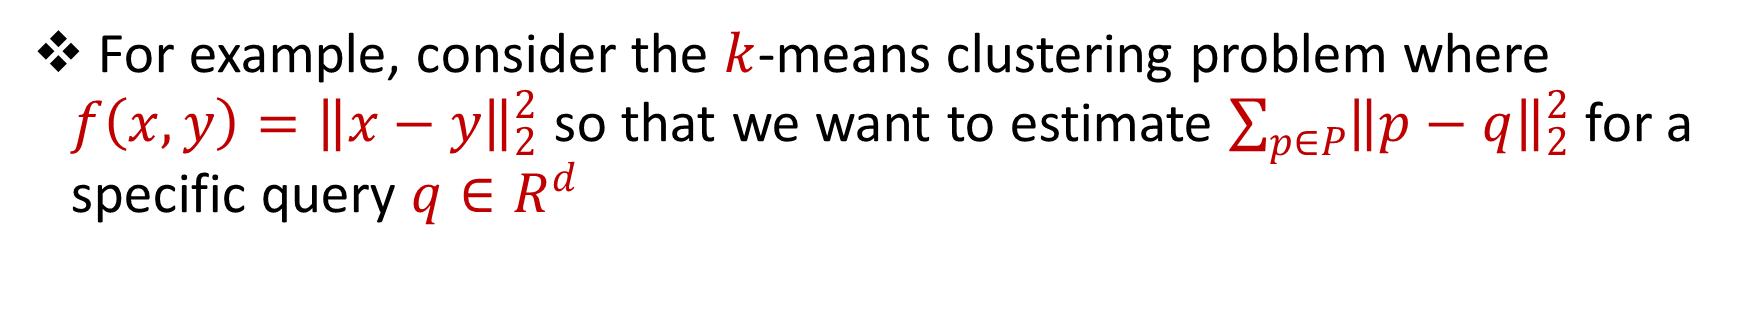 ❖ For example, consider the k-means clustering problem where
f(x, y) = ‖x − y‖₂² so that we want to estimate ∑_{p∈P}‖p − q‖₂² for a
specific query q ∈ R^d